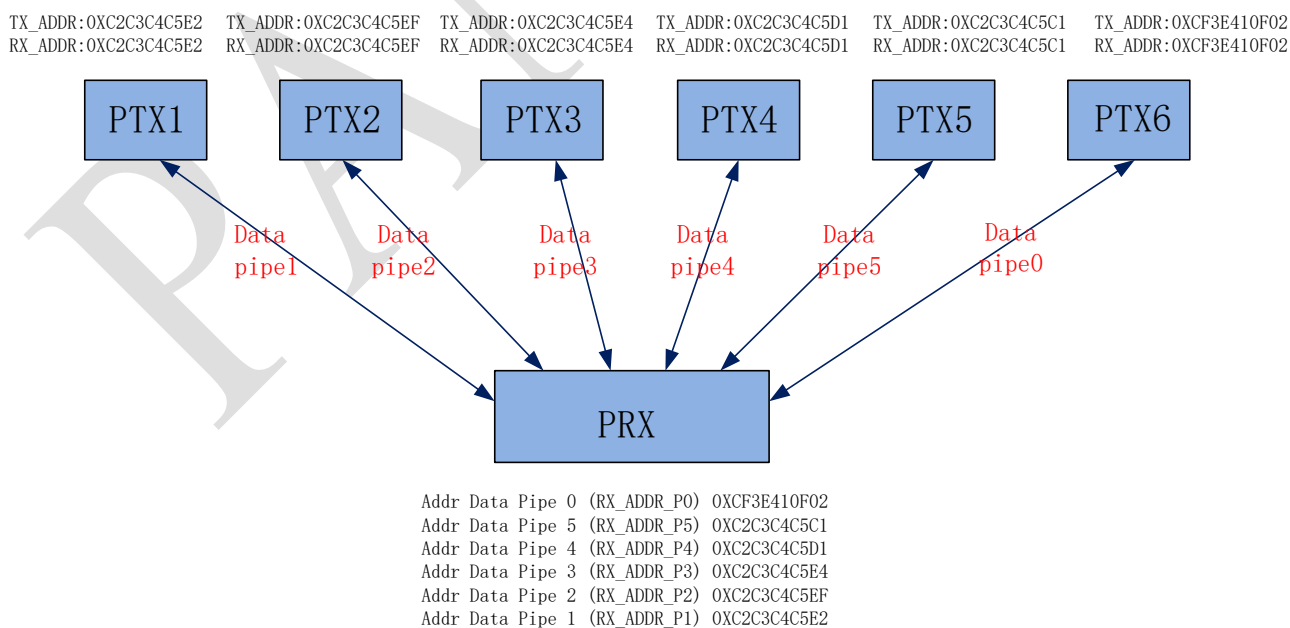 TX_ADDR:0XC2C3C4C5E2 TX_ADDR:0XC2C3C4C5EF TX_ADDR:0XC2C3C4C5E4 TX_ADDR:0XC2C3C4C5D1 TX_ADDR:0XC2C3C4C5C1 TX_ADDR:0XCF3E410F02
RX_ADDR:0XC2C3C4C5E2 RX_ADDR:0XC2C3C4C5EF RX_ADDR:0XC2C3C4C5E4 RX_ADDR:0XC2C3C4C5D1 RX_ADDR:0XC2C3C4C5C1 RX_ADDR:0XCF3E410F02
PTX1 PTX2 PTX3 PTX4 PTX5 PTX6
Data Data Data Data Data Data
pipe1 pipe2 pipe3 pipe4 pipe5 pipe0
PRX
Addr Data Pipe 0 (RX_ADDR_P0) 0XCF3E410F02
Addr Data Pipe 5 (RX_ADDR_P5) 0XC2C3C4C5C1
Addr Data Pipe 4 (RX_ADDR_P4) 0XC2C3C4C5D1
Addr Data Pipe 3 (RX_ADDR_P3) 0XC2C3C4C5E4
Addr Data Pipe 2 (RX_ADDR_P2) 0XC2C3C4C5EF
Addr Data Pipe 1 (RX_ADDR_P1) 0XC2C3C4C5E2